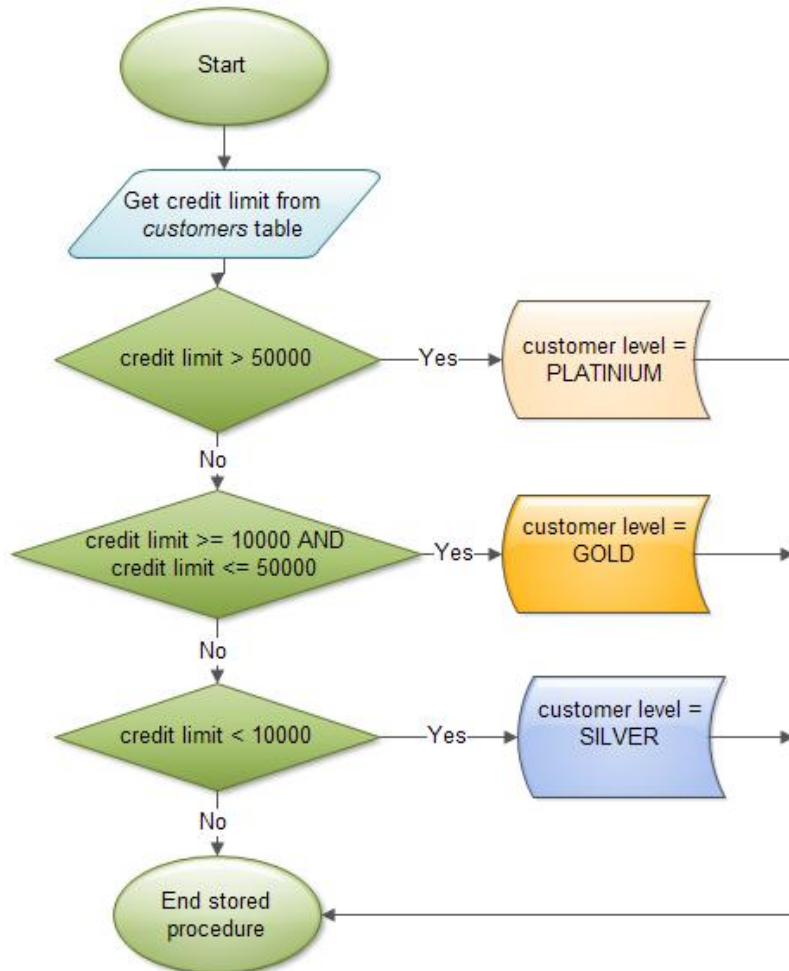 Start
Get credit limit from
customers table
credit limit > 50000
Yes
customer level =
PLATINIUM
No
credit limit >= 10000 AND
credit limit <= 50000
Yes
customer level =
GOLD
No
credit limit < 10000
Yes
customer level =
SILVER
No
End stored
procedure